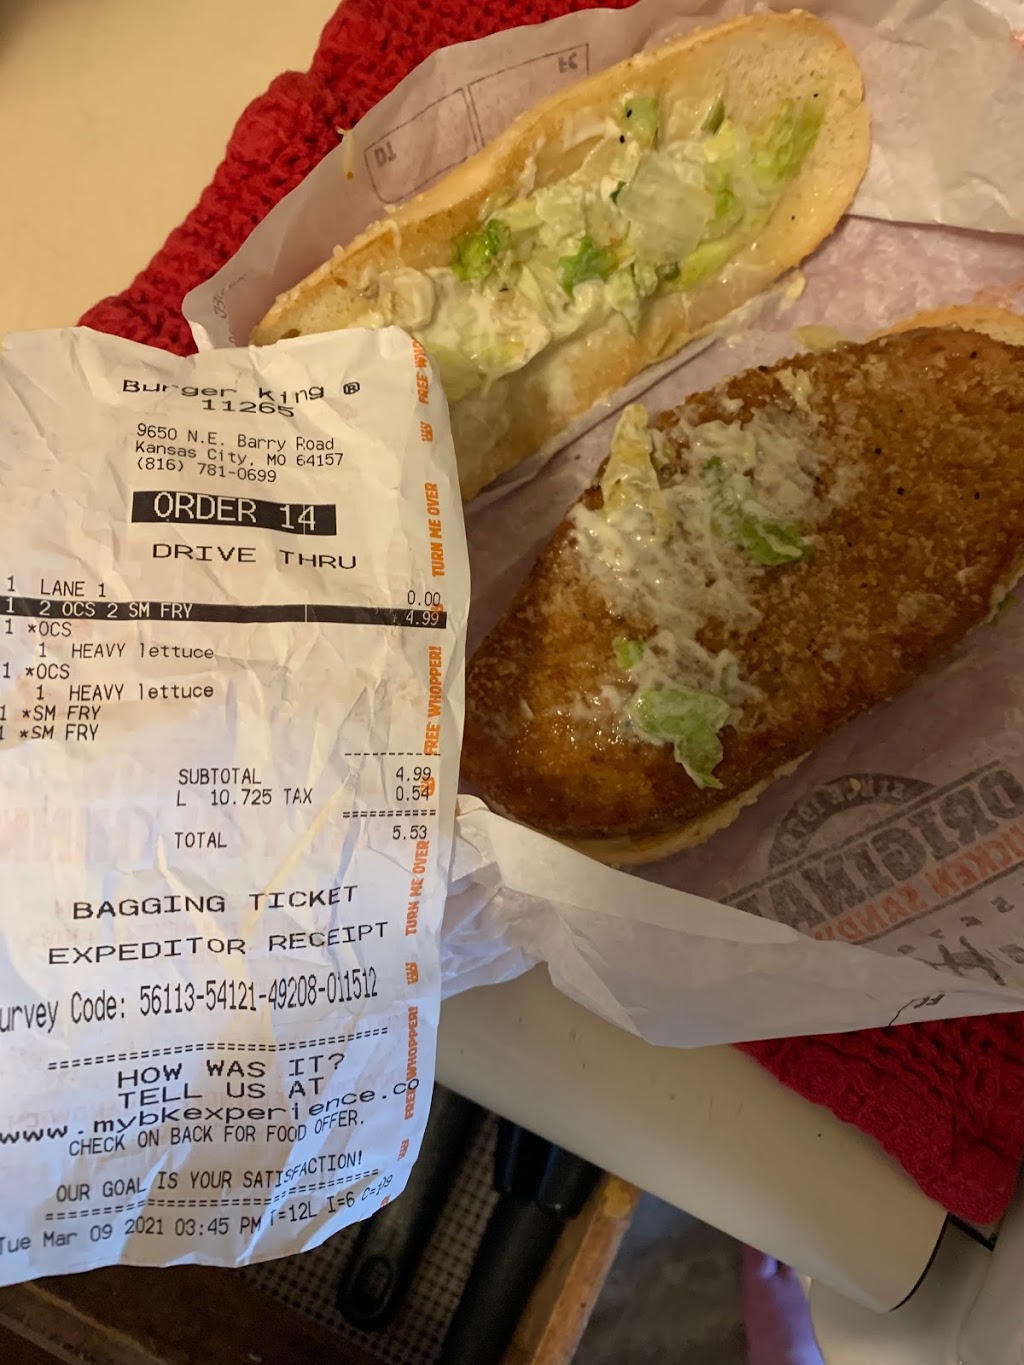 Burger King ®
11265
9650 N.E. Barry Road
Kansas City, MO 64157
(816) 781-0699
ORDER 14
DRIVE THRU
1 LANE 1 0.00
1 2 OCS 2 SM FRY 4.99
1 *OCS
1 HEAVY lettuce
1 *OCS
1 HEAVY lettuce
1 *SM FRY
1 *SM FRY
SUBTOTAL 4.99
L 10.725 TAX 0.54
TOTAL 5.53
BAGGING TICKET
EXPEDITOR RECEIPT
urvey Code: 56113-54121-49208-011512
HOW WAS IT?
TELL US AT
www.mybkexperience.co
CHECK ON BACK FOR FOOD OFFER.
OUR GOAL IS YOUR SATISFACTION!
Tue Mar 09 2021 03:45 PM T=12L I=6 C=129
FREE WHO
TURN ME OVER
FREE WHOPPER!
TURN ME OVER
FREE WHOPPER!
DT
FC
ORIGINAL
CHICKEN SAND